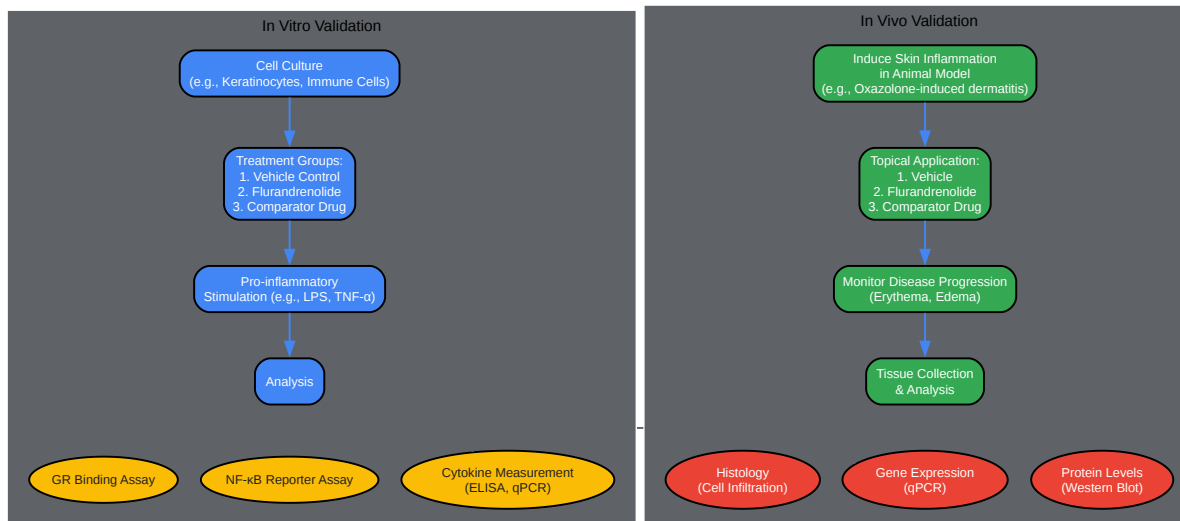 In Vitro Validation
Cell Culture
(e.g., Keratinocytes, Immune Cells)
Treatment Groups:
1. Vehicle Control
2. Flurandrenolide
3. Comparator Drug
Pro-inflammatory
Stimulation (e.g., LPS, TNF-α)
Analysis
GR Binding Assay
NF-κB Reporter Assay
Cytokine Measurement
(ELISA, qPCR)
In Vivo Validation
Induce Skin Inflammation
in Animal Model
(e.g., Oxazolone-induced dermatitis)
Topical Application:
1. Vehicle
2. Flurandrenolide
3. Comparator Drug
Monitor Disease Progression
(Erythema, Edema)
Tissue Collection
& Analysis
Histology
(Cell Infiltration)
Gene Expression
(qPCR)
Protein Levels
(Western Blot)